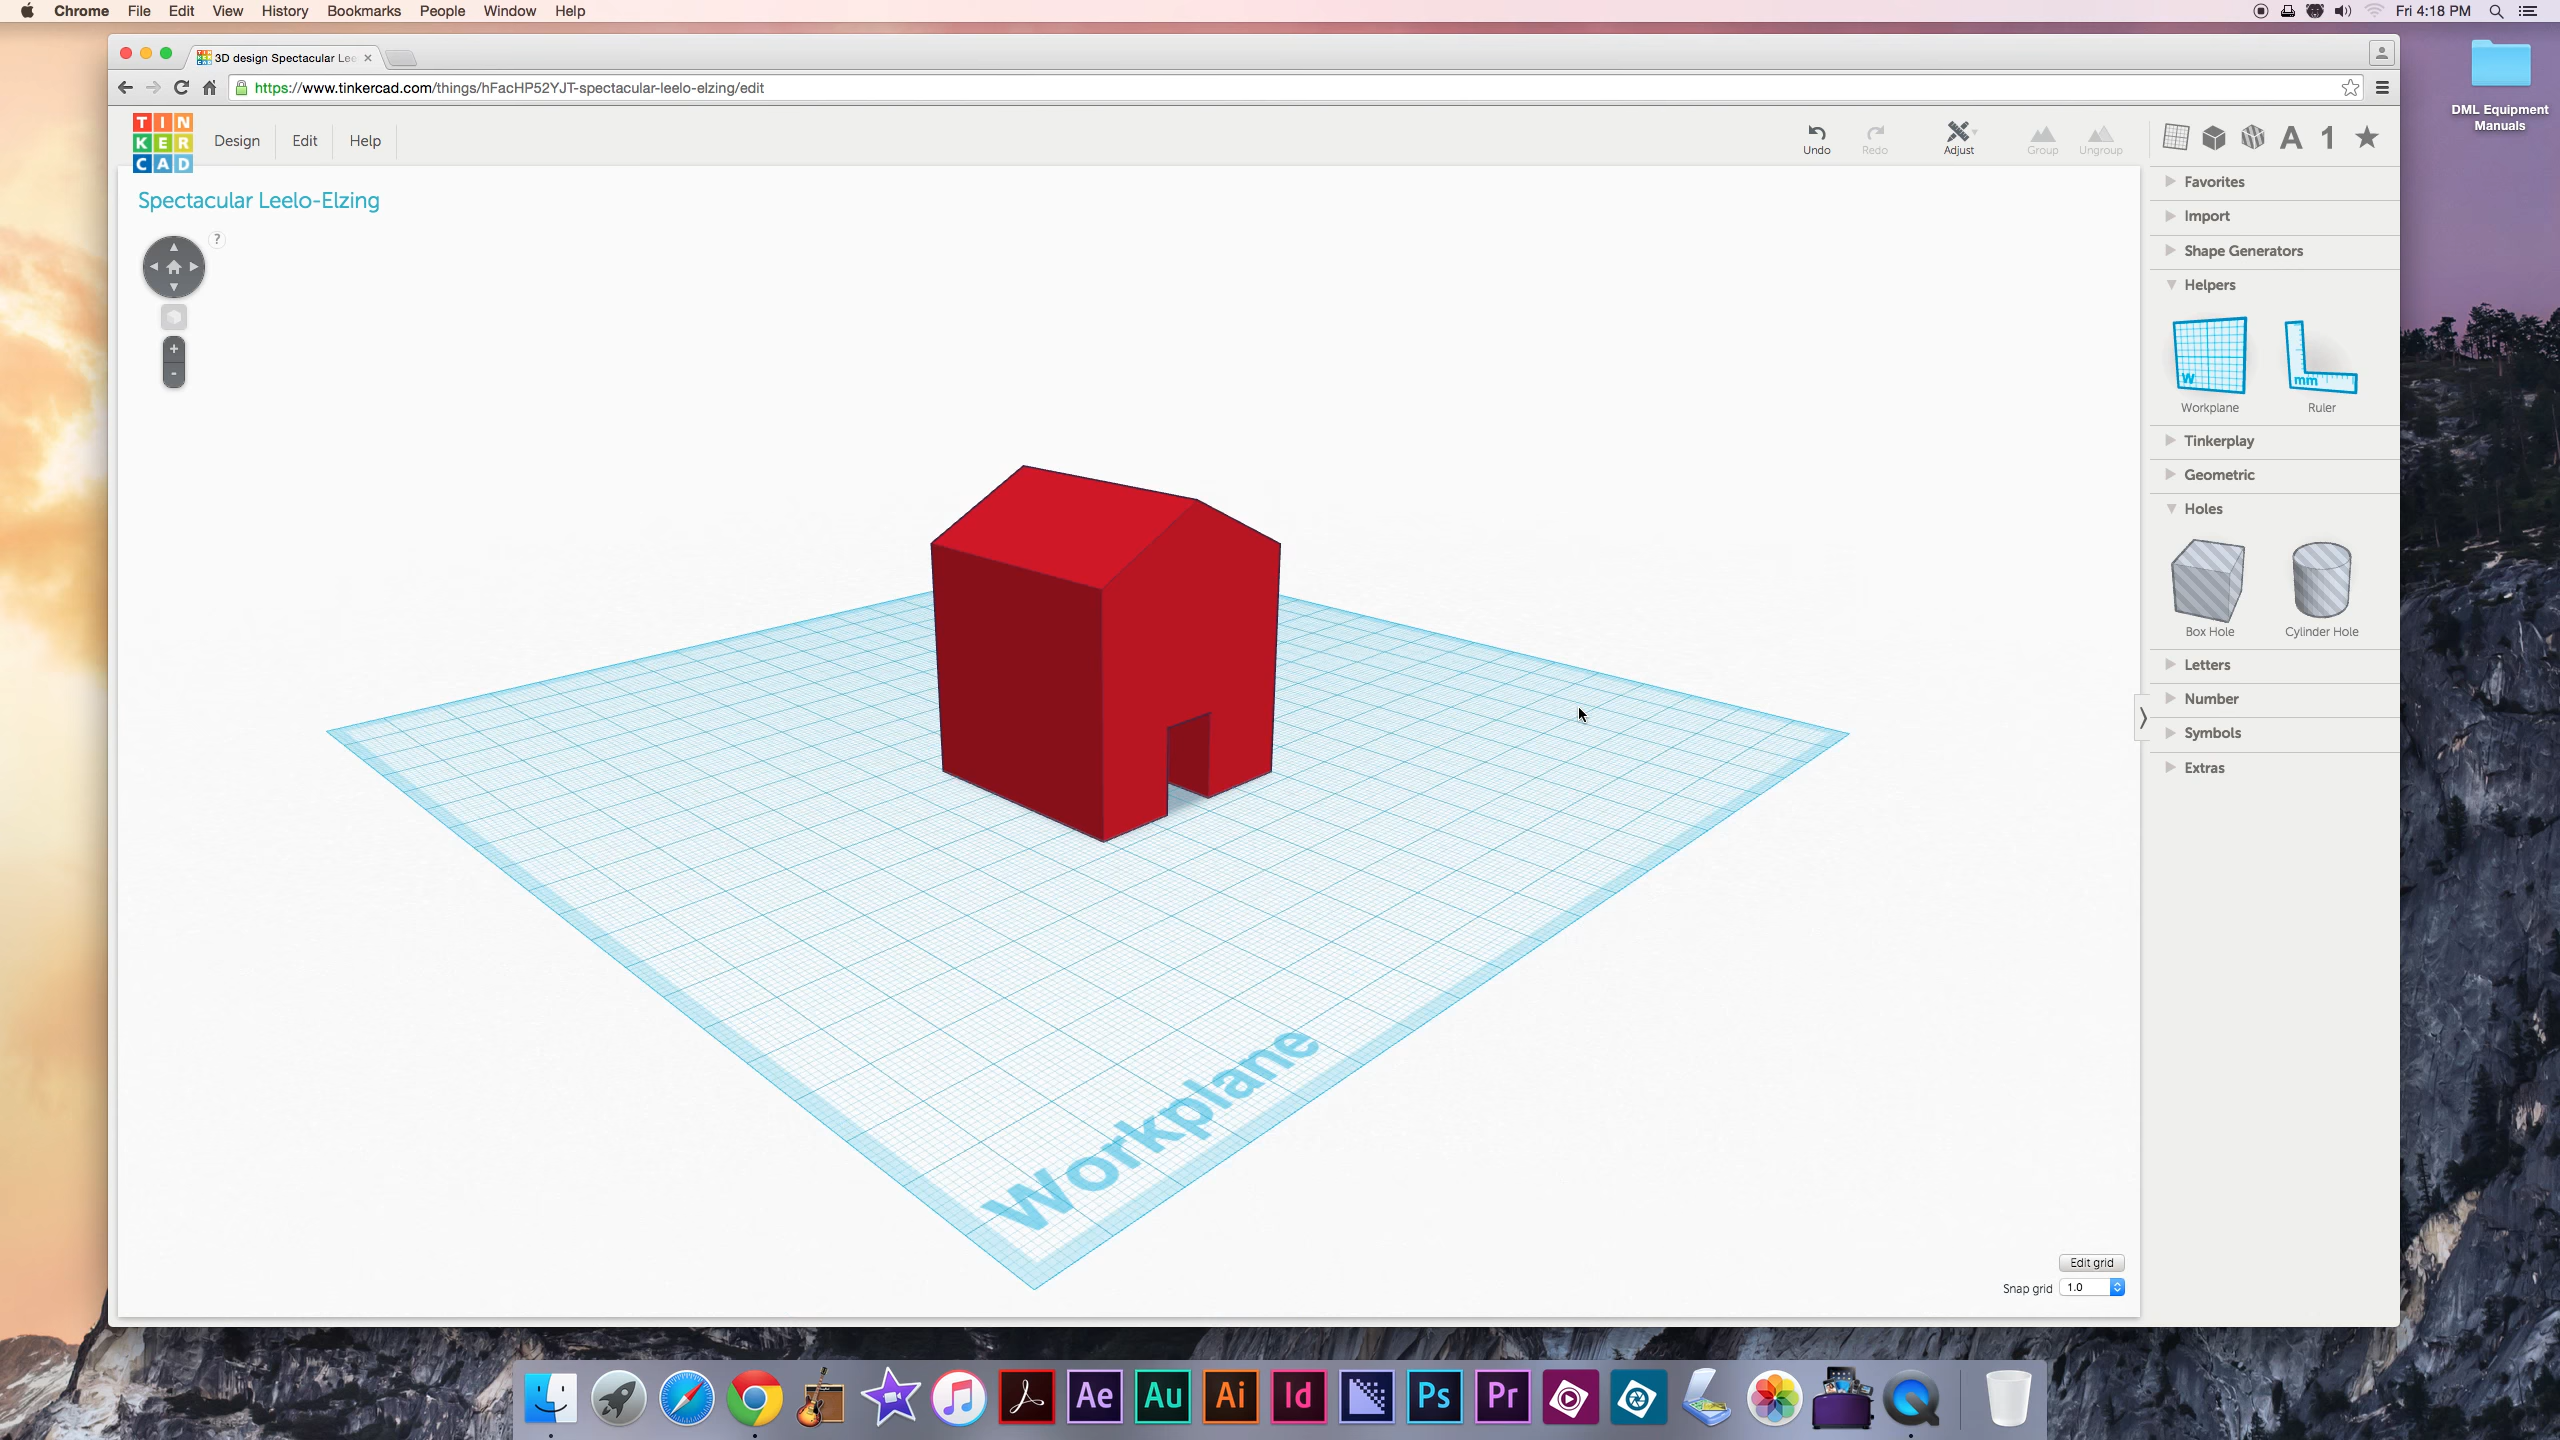 Chrome File Edit View History Bookmarks People Window Help
Fri 4:18 PM
3D design Spectacular Lee
https://www.tinkercad.com/things/hFacHP52YJT-spectacular-leelo-elzing/edit
DML Equipment
Manuals
TIN
KER
CAD
Design Edit Help
Undo Redo Adjust Group Ungroup
A 1
Spectacular Leelo-Elzing
?
+
-
Favorites
Import
Shape Generators
Helpers
W
mm
Workplane Ruler
Tinkerplay
Geometric
Holes
Box Hole Cylinder Hole
Letters
Number
Symbols
Extras
Workplane
Edit grid
Snap grid 1.0
Ae Au Ai Id Ps Pr